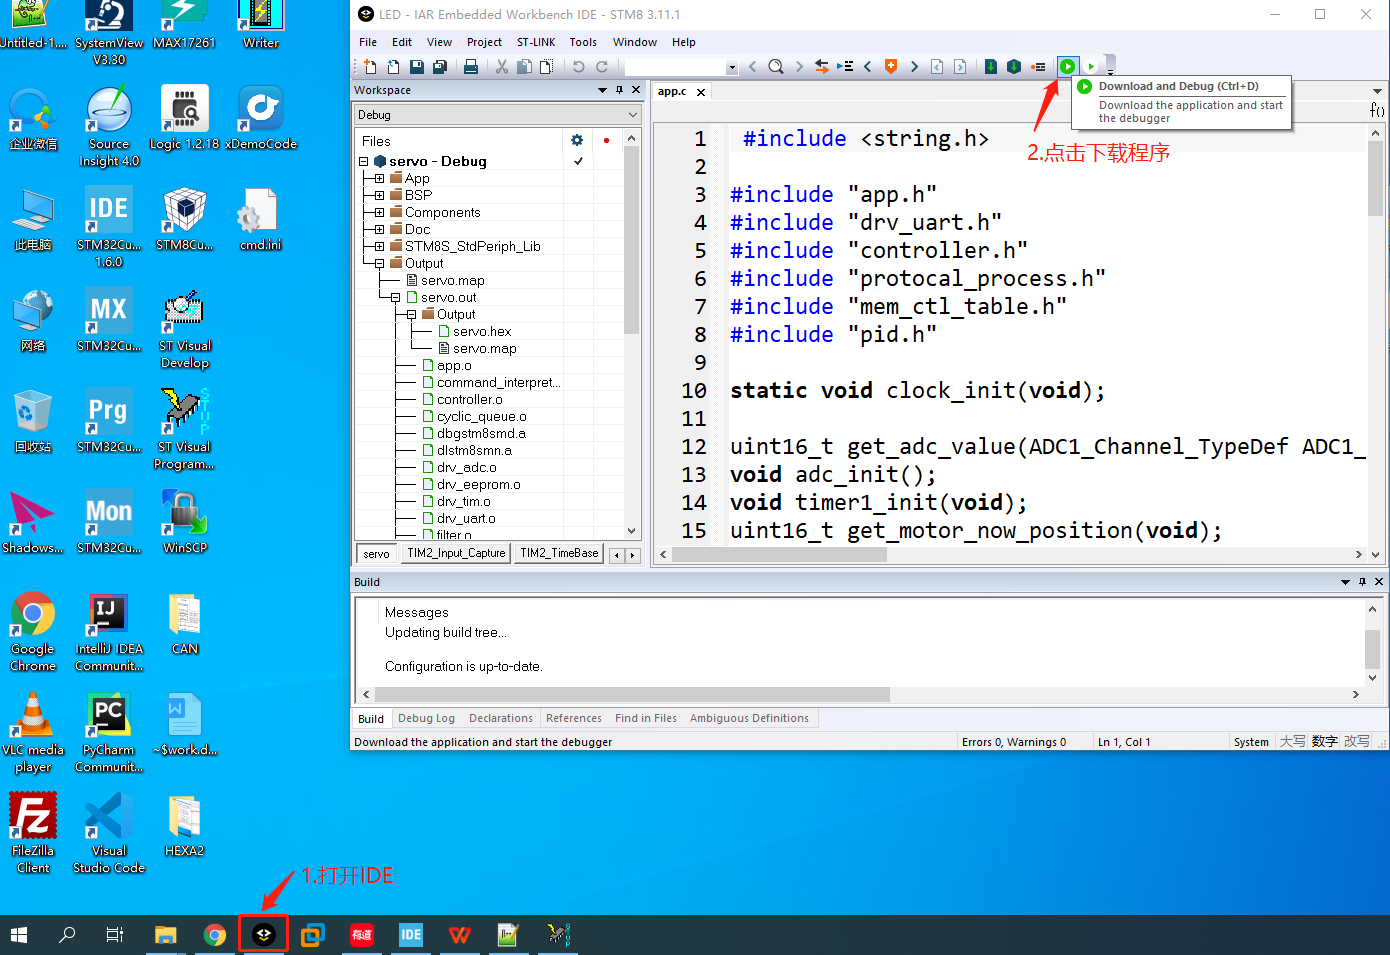 Untitled-1....
SystemView
V3.30
MAX17261
Writer
企业微信
Source
Insight 4.0
Logic 1.2.18
xDemoCode
此电脑
IDE
STM32Cu...
1.6.0
STM8Cu...
cmd.ini
网络
MX
STM32Cu...
ST Visual
Develop
回收站
Prg
STM32Cu...
ST Visual
Program...
Shadows...
Mon
STM32Cu...
WinSCP
Google
Chrome
IJ
IntelliJ IDEA
Communit...
CAN
VLC media
player
PC
PyCharm
Communit...
W
~$work.d...
Fz
FileZilla
Client
Visual
Studio Code
HEXA2
LED - IAR Embedded Workbench IDE - STM8 3.11.1
File Edit View Project ST-LINK Tools Window Help
Workspace
Debug
Files
servo - Debug
App
BSP
Components
Doc
STM8S_StdPeriph_Lib
Output
servo.map
servo.out
Output
servo.hex
servo.map
app.o
command_interpret...
controller.o
cyclic_queue.o
dbgstm8smd.a
dlstm8smn.a
drv_adc.o
drv_eeprom.o
drv_tim.o
drv_uart.o
filter.o
servo TIM2_Input_Capture TIM2_TimeBase
app.c
f()
Download and Debug (Ctrl+D)
Download the application and start
the debugger
2.点击下载程序
1 #include <string.h>
2
3 #include "app.h"
4 #include "drv_uart.h"
5 #include "controller.h"
6 #include "protocal_process.h"
7 #include "mem_ctl_table.h"
8 #include "pid.h"
9
10 static void clock_init(void);
11
12 uint16_t get_adc_value(ADC1_Channel_TypeDef ADC1_
13 void adc_init();
14 void timer1_init(void);
15 uint16_t get_motor_now_position(void);
Build
Messages
Updating build tree...
Configuration is up-to-date.
Build Debug Log Declarations References Find in Files Ambiguous Definitions
Download the application and start the debugger
Errors 0, Warnings 0
Ln 1, Col 1
System
大写 数字 改写
1.打开IDE
有道
IDE
W